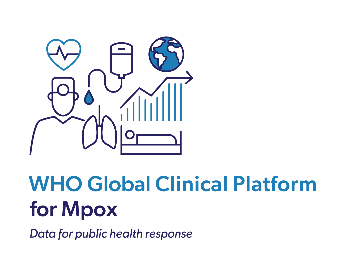 WHO Global Clinical Platform
for Mpox
Data for public health response